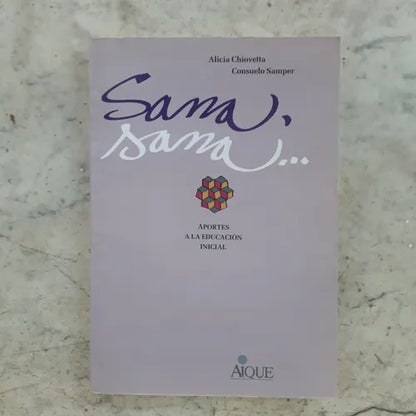 Alicia Chiovetta
Consuelo Samper
Sana,
sana...
APORTES
A LA EDUCACIÓN
INICIAL
AIQUE